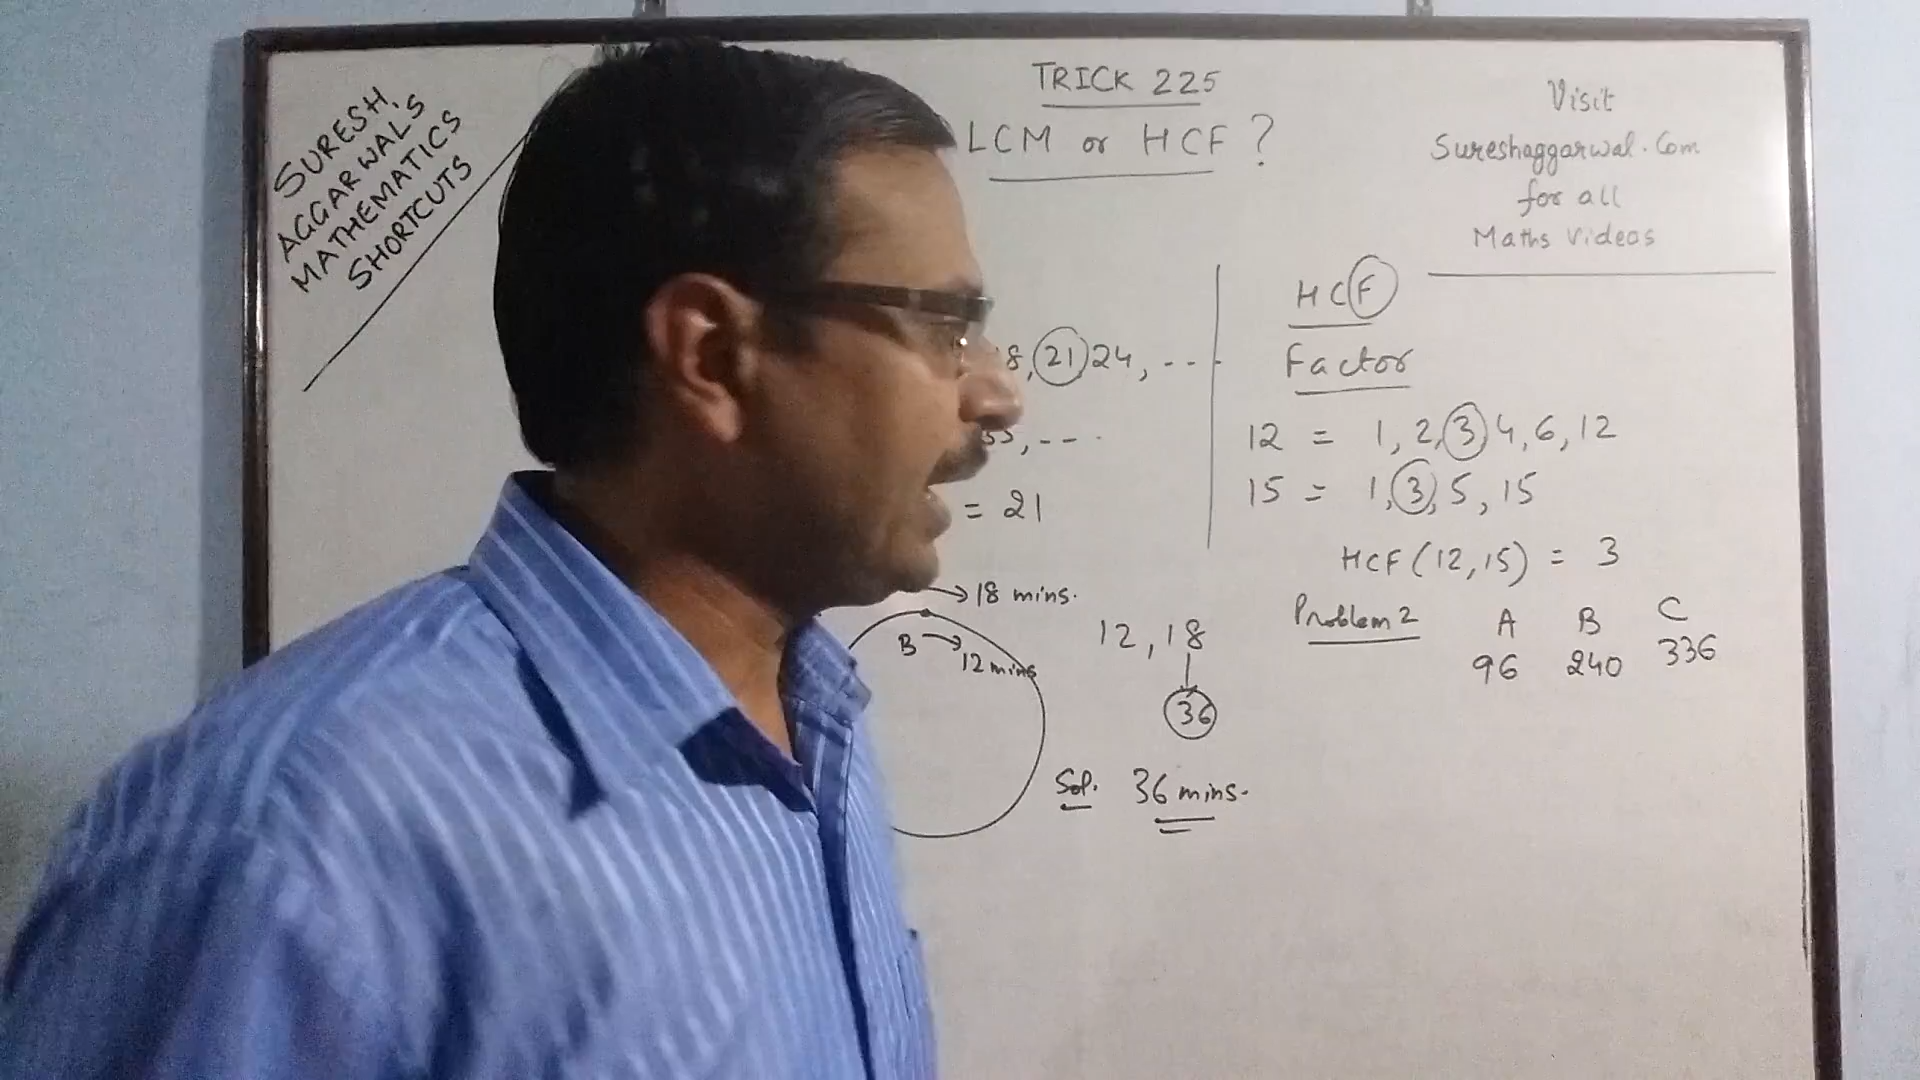 SURESH
AGGARWAL'S
MATHEMATICS
SHORTCUTS
TRICK 225
LCM or HCF ?
Visit
Sureshaggarwal.Com
for all
Maths Videos
8, 21 24, ---
--- .
= 21
HCF
Factor
12 = 1, 2, 3 4, 6, 12
15 = 1, 3, 5, 15
HCF (12, 15) = 3
→ 18 mins.
B → 12 mins
12, 18
36
Sol. 36 mins.
Problem 2
A B C
96 240 336